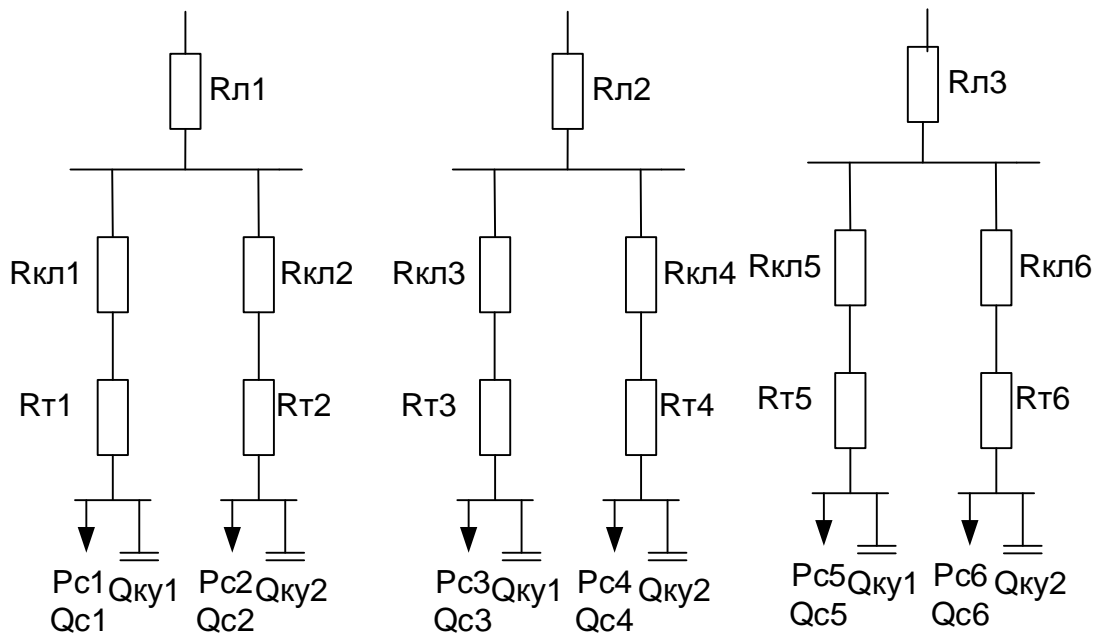 Rл1
Rл2
Rл3
Rкл1
Rкл2
Rкл3
Rкл4
Rкл5
Rкл6
Rт1
Rт2
Rт3
Rт4
Rт5
Rт6
Pc1 Qку1 Pc2 Qку2 Pc3 Qку1 Pc4 Qку2 Pc5 Qку1 Pc6 Qку2
Qc1 Qc2 Qc3 Qc4 Qc5 Qc6